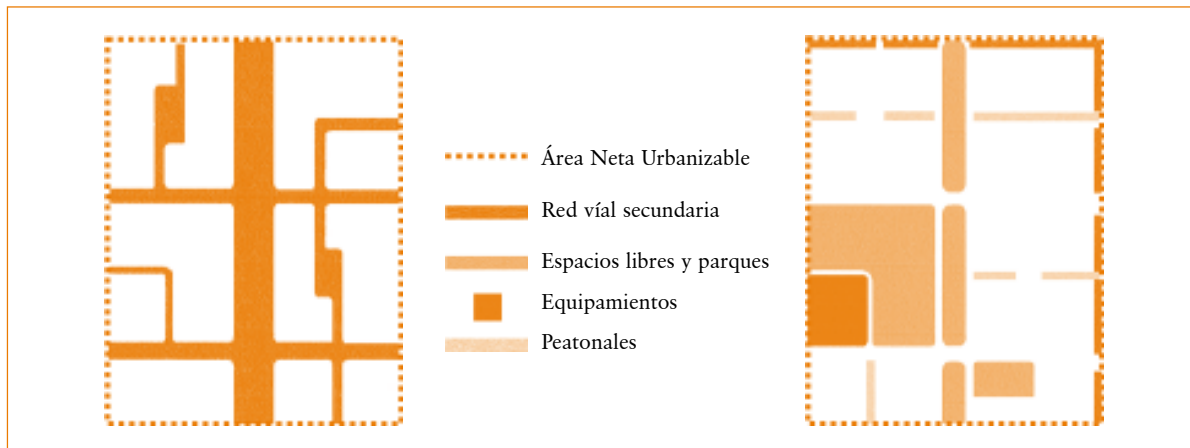 Área Neta Urbanizable
Red víal secundaria
Espacios libres y parques
Equipamientos
Peatonales